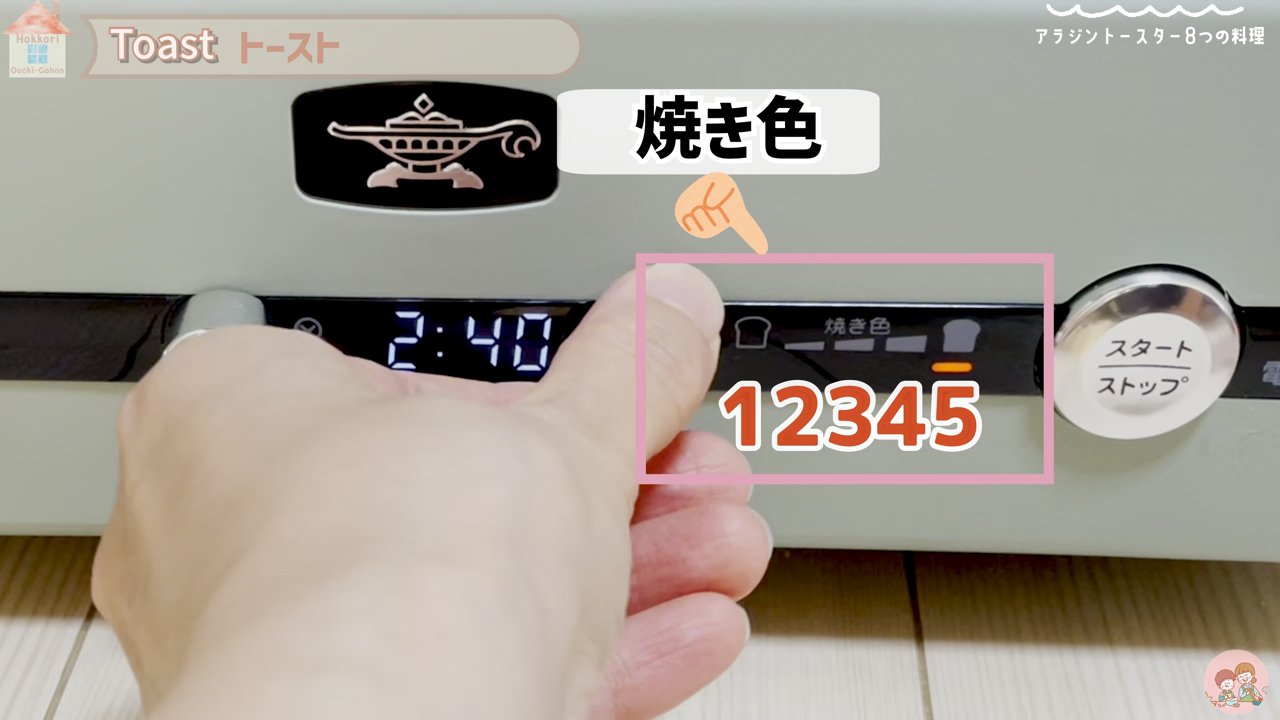 Hokkori
Ouchi-Gohan
Toast トースト
アラジントースター8つの料理
焼き色
2:40
焼き色
12345
スタート
ストップ
電